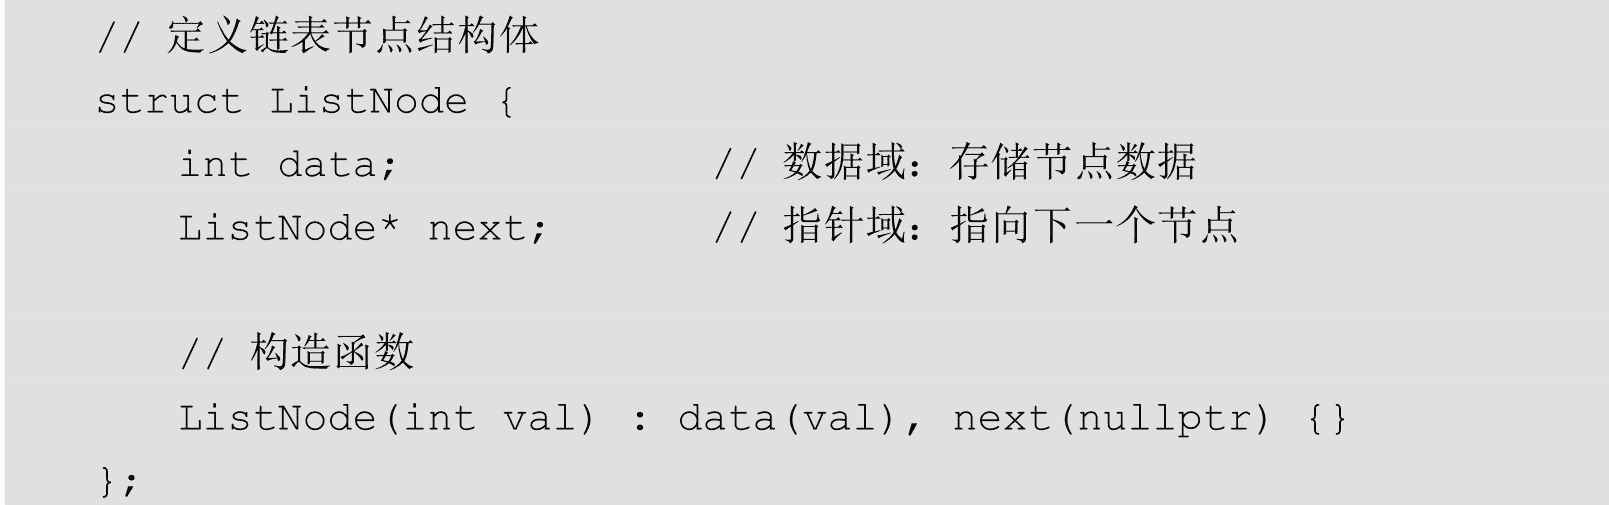 // 定义链表节点结构体
struct ListNode {
int data; // 数据域：存储节点数据
ListNode* next; // 指针域：指向下一个节点
// 构造函数
ListNode(int val) : data(val), next(nullptr) {}
};